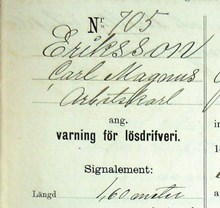 Nr 705
Eriksson
Carl Magnus
Arbetskarl
ang.
varning för lösdrifveri.
Signalement:
Längd 1,60 meter